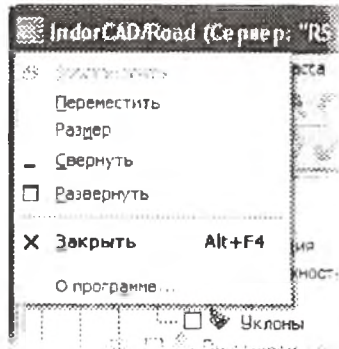 IndorCAD/Road (Сервер: "RS
Переместить
Размер
Свернуть
Развернуть
Закрыть Alt+F4
О программе...
Уклоны